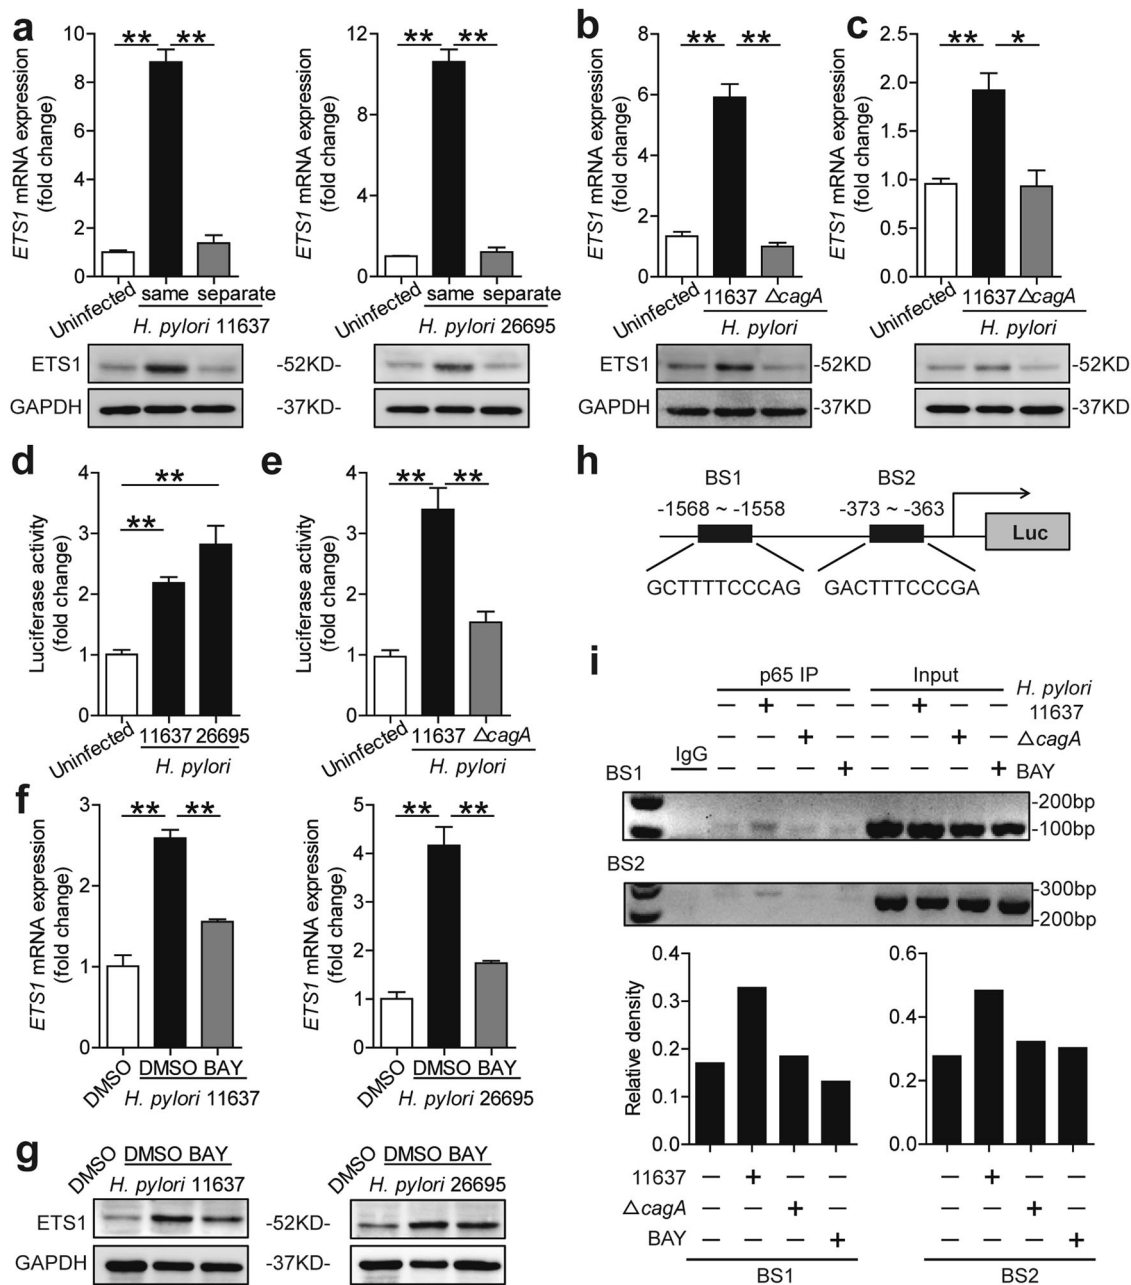 a
10
8
6
4
2
0
ETS1 mRNA expression
(fold change)
** **
Uninfected
same separate
H. pylori 11637
12
8
4
0
ETS1 mRNA expression
(fold change)
** **
Uninfected
same separate
H. pylori 26695
ETS1
-52KD-
GAPDH
-37KD-
b
8
6
4
2
0
ETS1 mRNA expression
(fold change)
** **
Uninfected
11637 ΔcagA
H. pylori
ETS1
-52KD
GAPDH
-37KD
c
2.5
2.0
1.5
1.0
0.5
0.0
ETS1 mRNA expression
(fold change)
** *
Uninfected
11637 ΔcagA
H. pylori
-52KD
-37KD
d
4
3
2
1
0
Luciferase activity
(fold change)
**
**
Uninfected
11637 26695
H. pylori
e
4
3
2
1
0
Luciferase activity
(fold change)
** **
Uninfected
11637 ΔcagA
H. pylori
f
3
2
1
0
ETS1 mRNA expression
(fold change)
** **
DMSO
DMSO BAY
H. pylori 11637
5
4
3
2
1
0
ETS1 mRNA expression
(fold change)
** **
DMSO
DMSO BAY
H. pylori 26695
g
DMSO
DMSO BAY
H. pylori 11637
DMSO
DMSO BAY
H. pylori 26695
ETS1
-52KD-
GAPDH
-37KD-
h
BS1 BS2
-1568 ~ -1558 -373 ~ -363
Luc
GCTTTTCCCAG GACTTTCCCGA
i
p65 IP Input
H. pylori
− + − − − + − − 11637
− − + − − − + − ΔcagA
IgG − − − + − − − + BAY
BS1
-200bp
-100bp
BS2
-300bp
-200bp
Relative density
0.4
0.3
0.2
0.1
0.0
0.6
0.4
0.2
0.0
11637 − + − − − + − −
ΔcagA − − + − − − + −
BAY − − − + − − − +
BS1 BS2